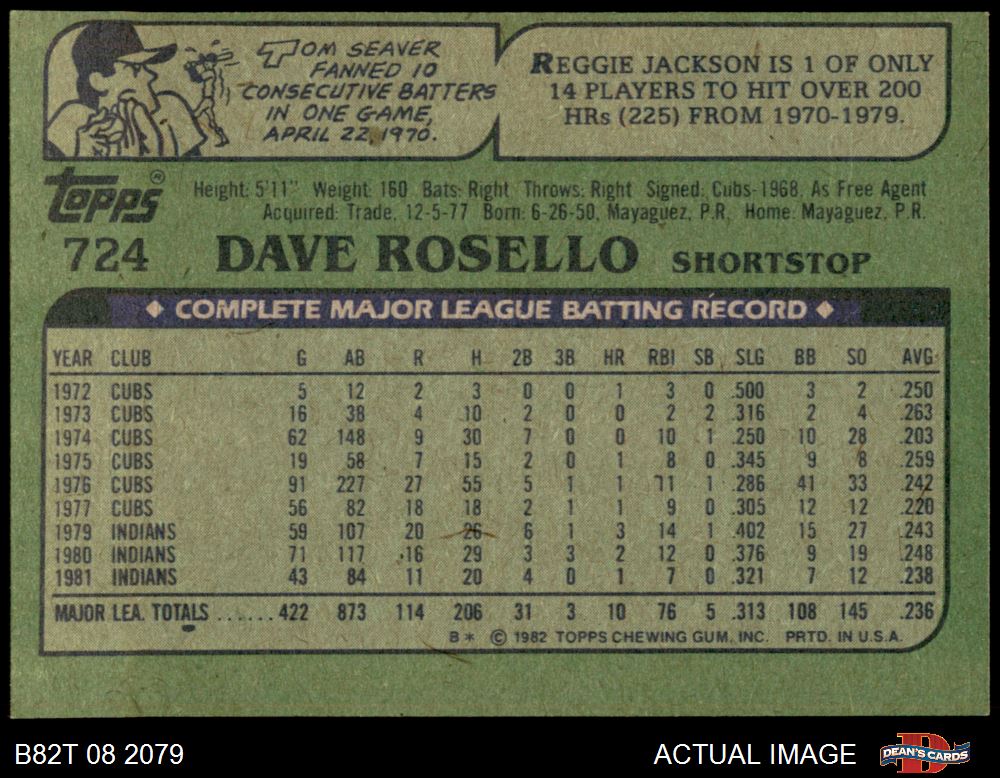 TOM SEAVER
FANNED 10
CONSECUTIVE BATTERS
IN ONE GAME,
APRIL 22, 1970.
REGGIE JACKSON IS 1 OF ONLY
14 PLAYERS TO HIT OVER 200
HRs (225) FROM 1970-1979.
TOPPS®
Height: 5'11" Weight: 160 Bats: Right Throws: Right Signed: Cubs-1968, As Free Agent
Acquired: Trade, 12-5-77 Born: 6-26-50, Mayaguez, P.R. Home: Mayaguez, P.R.
724 DAVE ROSELLO SHORTSTOP
◆ COMPLETE MAJOR LEAGUE BATTING RECORD ◆
YEAR CLUB G AB R H 2B 3B HR RBI SB SLG BB SO AVG
1972 CUBS 5 12 2 3 0 0 1 3 0 .500 3 2 .250
1973 CUBS 16 38 4 10 2 0 0 2 2 .316 2 4 .263
1974 CUBS 62 148 9 30 7 0 0 10 1 .250 10 28 .203
1975 CUBS 19 58 7 15 2 0 1 8 0 .345 9 8 .259
1976 CUBS 91 227 27 55 5 1 1 11 1 .286 41 33 .242
1977 CUBS 56 82 18 18 2 1 1 9 0 .305 12 12 .220
1979 INDIANS 59 107 20 26 6 1 3 14 1 .402 15 27 .243
1980 INDIANS 71 117 16 29 3 3 2 12 0 .376 9 19 .248
1981 INDIANS 43 84 11 20 4 0 1 7 0 .321 7 12 .238
MAJOR LEA. TOTALS ...... 422 873 114 206 31 3 10 76 5 .313 108 145 .236
B* © 1982 TOPPS CHEWING GUM, INC. PRTD. IN U.S.A.
B82T 08 2079
ACTUAL IMAGE
D
DEAN'S CARDS